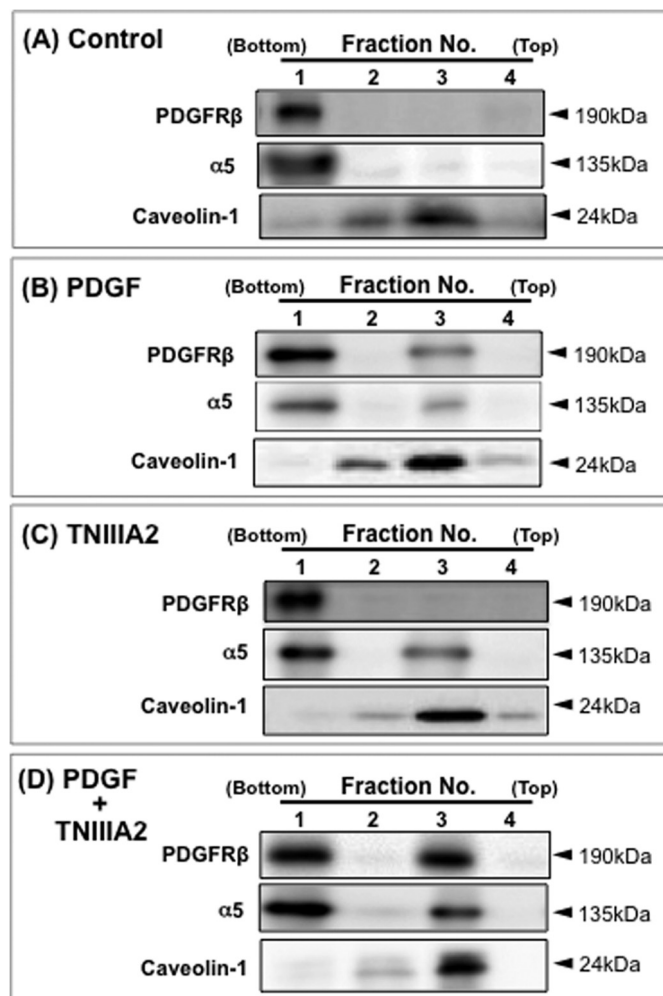 (A) Control
(Bottom) Fraction No. (Top)
1 2 3 4
PDGFRβ ◄ 190kDa
α5 ◄ 135kDa
Caveolin-1 ◄ 24kDa
(B) PDGF
(Bottom) Fraction No. (Top)
1 2 3 4
PDGFRβ ◄ 190kDa
α5 ◄ 135kDa
Caveolin-1 ◄ 24kDa
(C) TNIIIA2
(Bottom) Fraction No. (Top)
1 2 3 4
PDGFRβ ◄ 190kDa
α5 ◄ 135kDa
Caveolin-1 ◄ 24kDa
(D) PDGF
+
TNIIIA2
(Bottom) Fraction No. (Top)
1 2 3 4
PDGFRβ ◄ 190kDa
α5 ◄ 135kDa
Caveolin-1 ◄ 24kDa